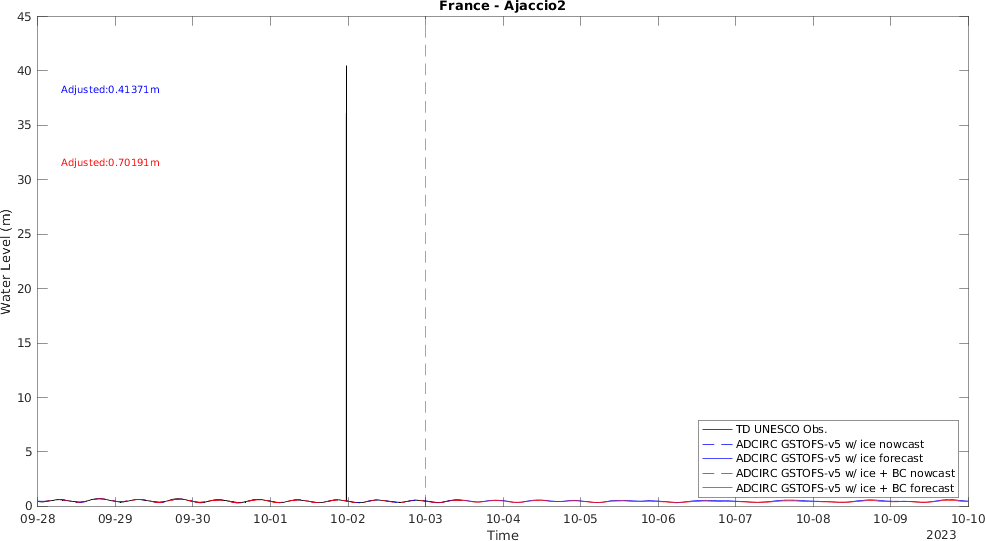 France - Ajaccio2
45
40
35
30
25
20
15
10
5
0
Water Level (m)
Adjusted:0.41371m
Adjusted:0.70191m
TD UNESCO Obs.
ADCIRC GSTOFS-v5 w/ ice nowcast
ADCIRC GSTOFS-v5 w/ ice forecast
ADCIRC GSTOFS-v5 w/ ice + BC nowcast
ADCIRC GSTOFS-v5 w/ ice + BC forecast
09-28 09-29 09-30 10-01 10-02 10-03 10-04 10-05 10-06 10-07 10-08 10-09 10-10
Time
2023